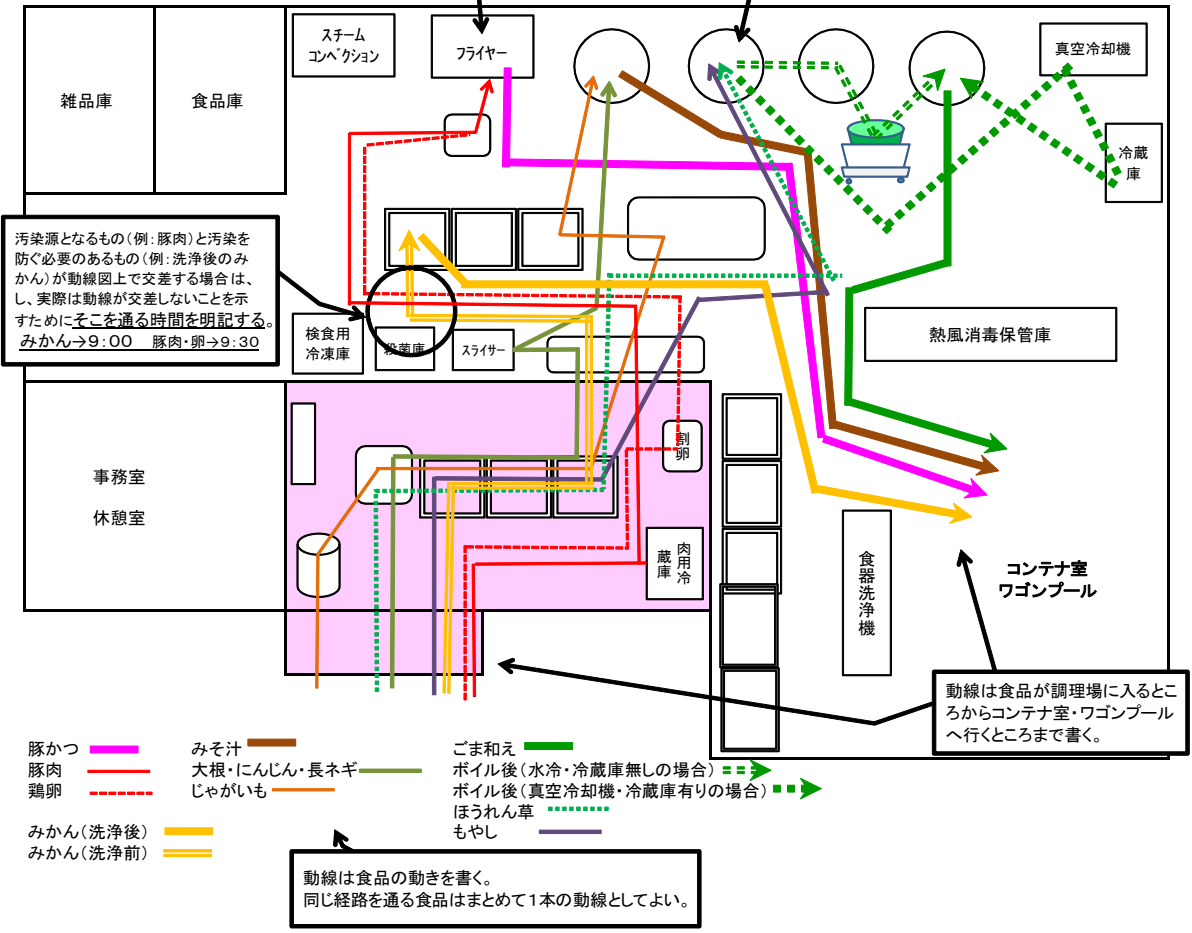 雑品庫
食品庫
スチーム
コンベクション
フライヤー
真空冷却機
冷蔵
庫
汚染源となるもの(例:豚肉)と汚染を
防ぐ必要のあるもの(例:洗浄後のみ
かん)が動線図上で交差する場合は、
し、実際は動線が交差しないことを示
すためにそこを通る時間を明記する。
みかん→9:00 豚肉・卵→9:30
検食用
冷凍庫
殺菌庫
スライサー
熱風消毒保管庫
事務室
休憩室
割卵
肉用冷
蔵庫
食器洗浄機
コンテナ室
ワゴンプール
動線は食品が調理場に入るとこ
ろからコンテナ室・ワゴンプール
へ行くところまで書く。
豚かつ
豚肉
鶏卵
みかん(洗浄後)
みかん(洗浄前)
みそ汁
大根・にんじん・長ネギ
じゃがいも
ごま和え
ボイル後(水冷・冷蔵庫無しの場合)
ボイル後(真空冷却機・冷蔵庫有りの場合)
ほうれん草
もやし
動線は食品の動きを書く。
同じ経路を通る食品はまとめて1本の動線としてよい。